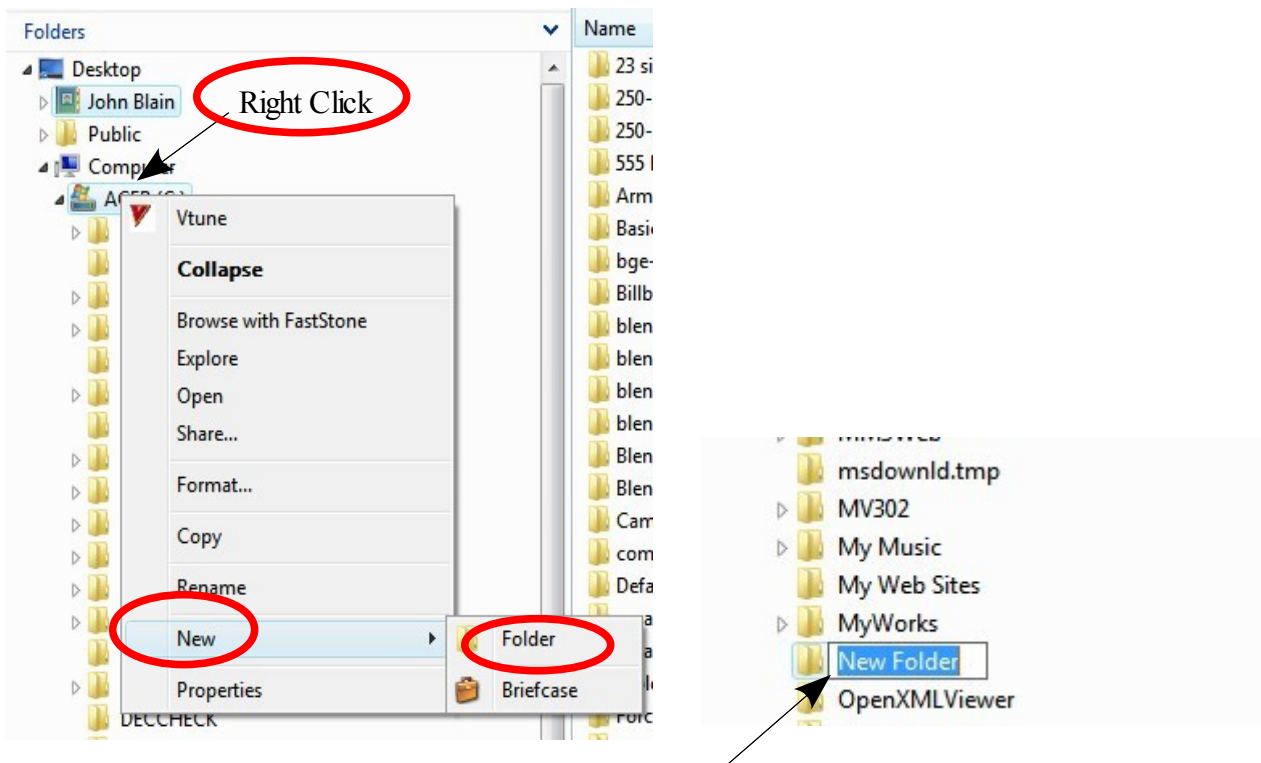 Folders
Desktop
John Blain
Public
Computer
Right Click
Vtune
Collapse
Browse with FastStone
Explore
Open
Share...
Format...
Copy
Rename
New
Properties
Folder
Briefcase
DECCHECK
Name
23 si
250-
250-
555
Arm
Basi
bge-
Billb
blen
blen
blen
blen
Blen
Blen
Cam
com
Defa
msdownld.tmp
MV302
My Music
My Web Sites
MyWorks
New Folder
OpenXMLViewer